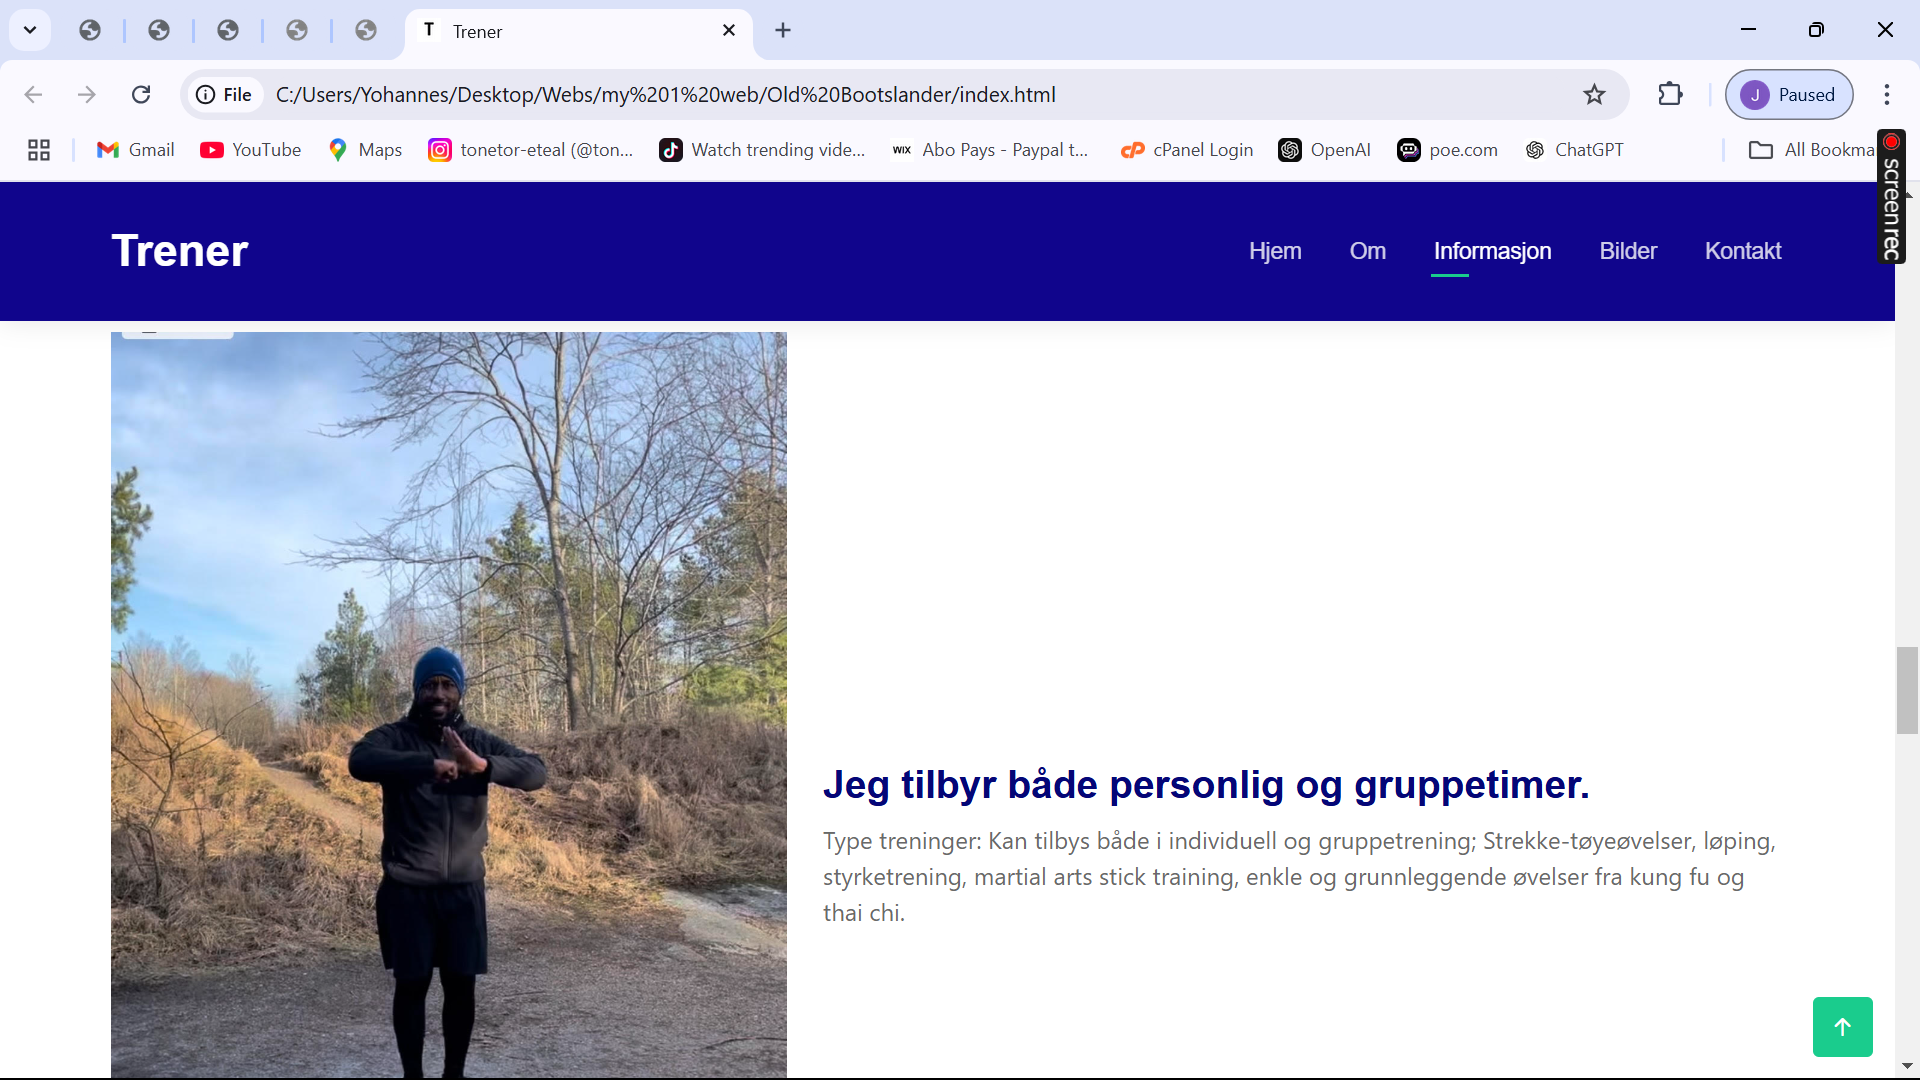 Trener
File
C:/Users/Yohannes/Desktop/Webs/my%201%20web/Old%20Bootslander/index.html
J Paused
Gmail YouTube Maps tonetor-eteal (@ton... Watch trending vide... WIX Abo Pays - Paypal t... cPanel Login OpenAI poe.com ChatGPT All Bookma
screenrec
Trener
Hjem Om Informasjon Bilder Kontakt
Jeg tilbyr både personlig og gruppetimer.
Type treninger: Kan tilbys både i individuell og gruppetrening; Strekke-tøyeøvelser, løping,
styrketrening, martial arts stick training, enkle og grunnleggende øvelser fra kung fu og
thai chi.